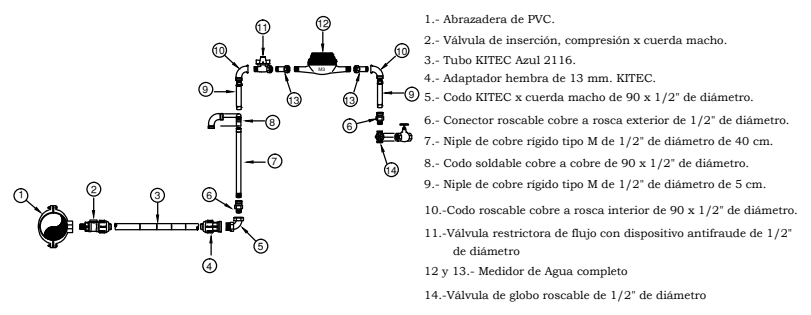 1.- Abrazadera de PVC.
2.- Válvula de inserción, compresión x cuerda macho.
3.- Tubo KITEC Azul 2116.
4.- Adaptador hembra de 13 mm. KITEC.
5.- Codo KITEC x cuerda macho de 90 x 1/2" de diámetro.
6.- Conector roscable cobre a rosca exterior de 1/2" de diámetro.
7.- Niple de cobre rígido tipo M de 1/2" de diámetro de 40 cm.
8.- Codo soldable cobre a cobre de 90 x 1/2" de diámetro.
9.- Niple de cobre rígido tipo M de 1/2" de diámetro de 5 cm.
10.-Codo roscable cobre a rosca interior de 90 x 1/2" de diámetro.
11.-Válvula restrictora de flujo con dispositivo antifraude de 1/2"
de diámetro
12 y 13.- Medidor de Agua completo
14.-Válvula de globo roscable de 1/2" de diámetro
11
12
10
10
M3
9
13
13
9
8
6
7
14
1
2
3
6
5
4